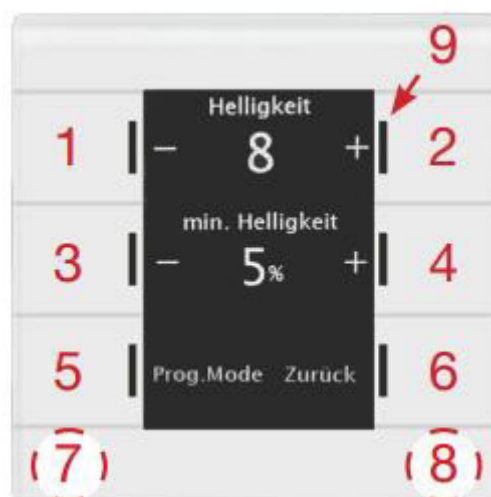 9
Helligkeit
1 − 8 + 2
min. Helligkeit
3 − 5% + 4
5 Prog.Mode Zurück 6
7 8